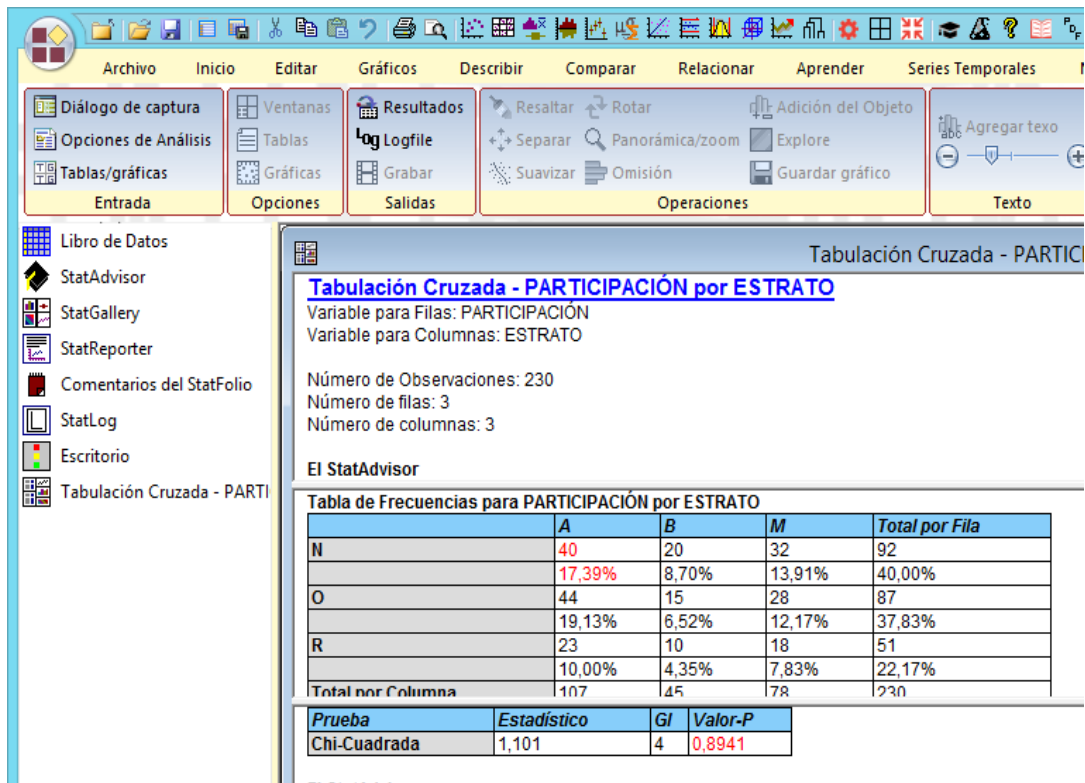 Archivo Inicio Editar Gráficos Describir Comparar Relacionar Aprender Series Temporales
Diálogo de captura
Opciones de Análisis
Tablas/gráficas
Entrada
Ventanas
Tablas
Gráficas
Opciones
Resultados
Log Logfile
Grabar
Salidas
Resaltar Rotar Adición del Objeto
Separar Panorámica/zoom Explore
Suavizar Omisión Guardar gráfico
Operaciones
abc Agregar texo
Texto
Libro de Datos
StatAdvisor
StatGallery
StatReporter
Comentarios del StatFolio
StatLog
Escritorio
Tabulación Cruzada - PARTI
Tabulación Cruzada - PARTICI
Tabulación Cruzada - PARTICIPACIÓN por ESTRATO
Variable para Filas: PARTICIPACIÓN
Variable para Columnas: ESTRATO
Número de Observaciones: 230
Número de filas: 3
Número de columnas: 3
El StatAdvisor
Tabla de Frecuencias para PARTICIPACIÓN por ESTRATO
A B M Total por Fila
N 40 20 32 92
17,39% 8,70% 13,91% 40,00%
O 44 15 28 87
19,13% 6,52% 12,17% 37,83%
R 23 10 18 51
10,00% 4,35% 7,83% 22,17%
Total por Columna 107 45 78 230
Prueba Estadístico Gl Valor-P
Chi-Cuadrada 1,101 4 0,8941